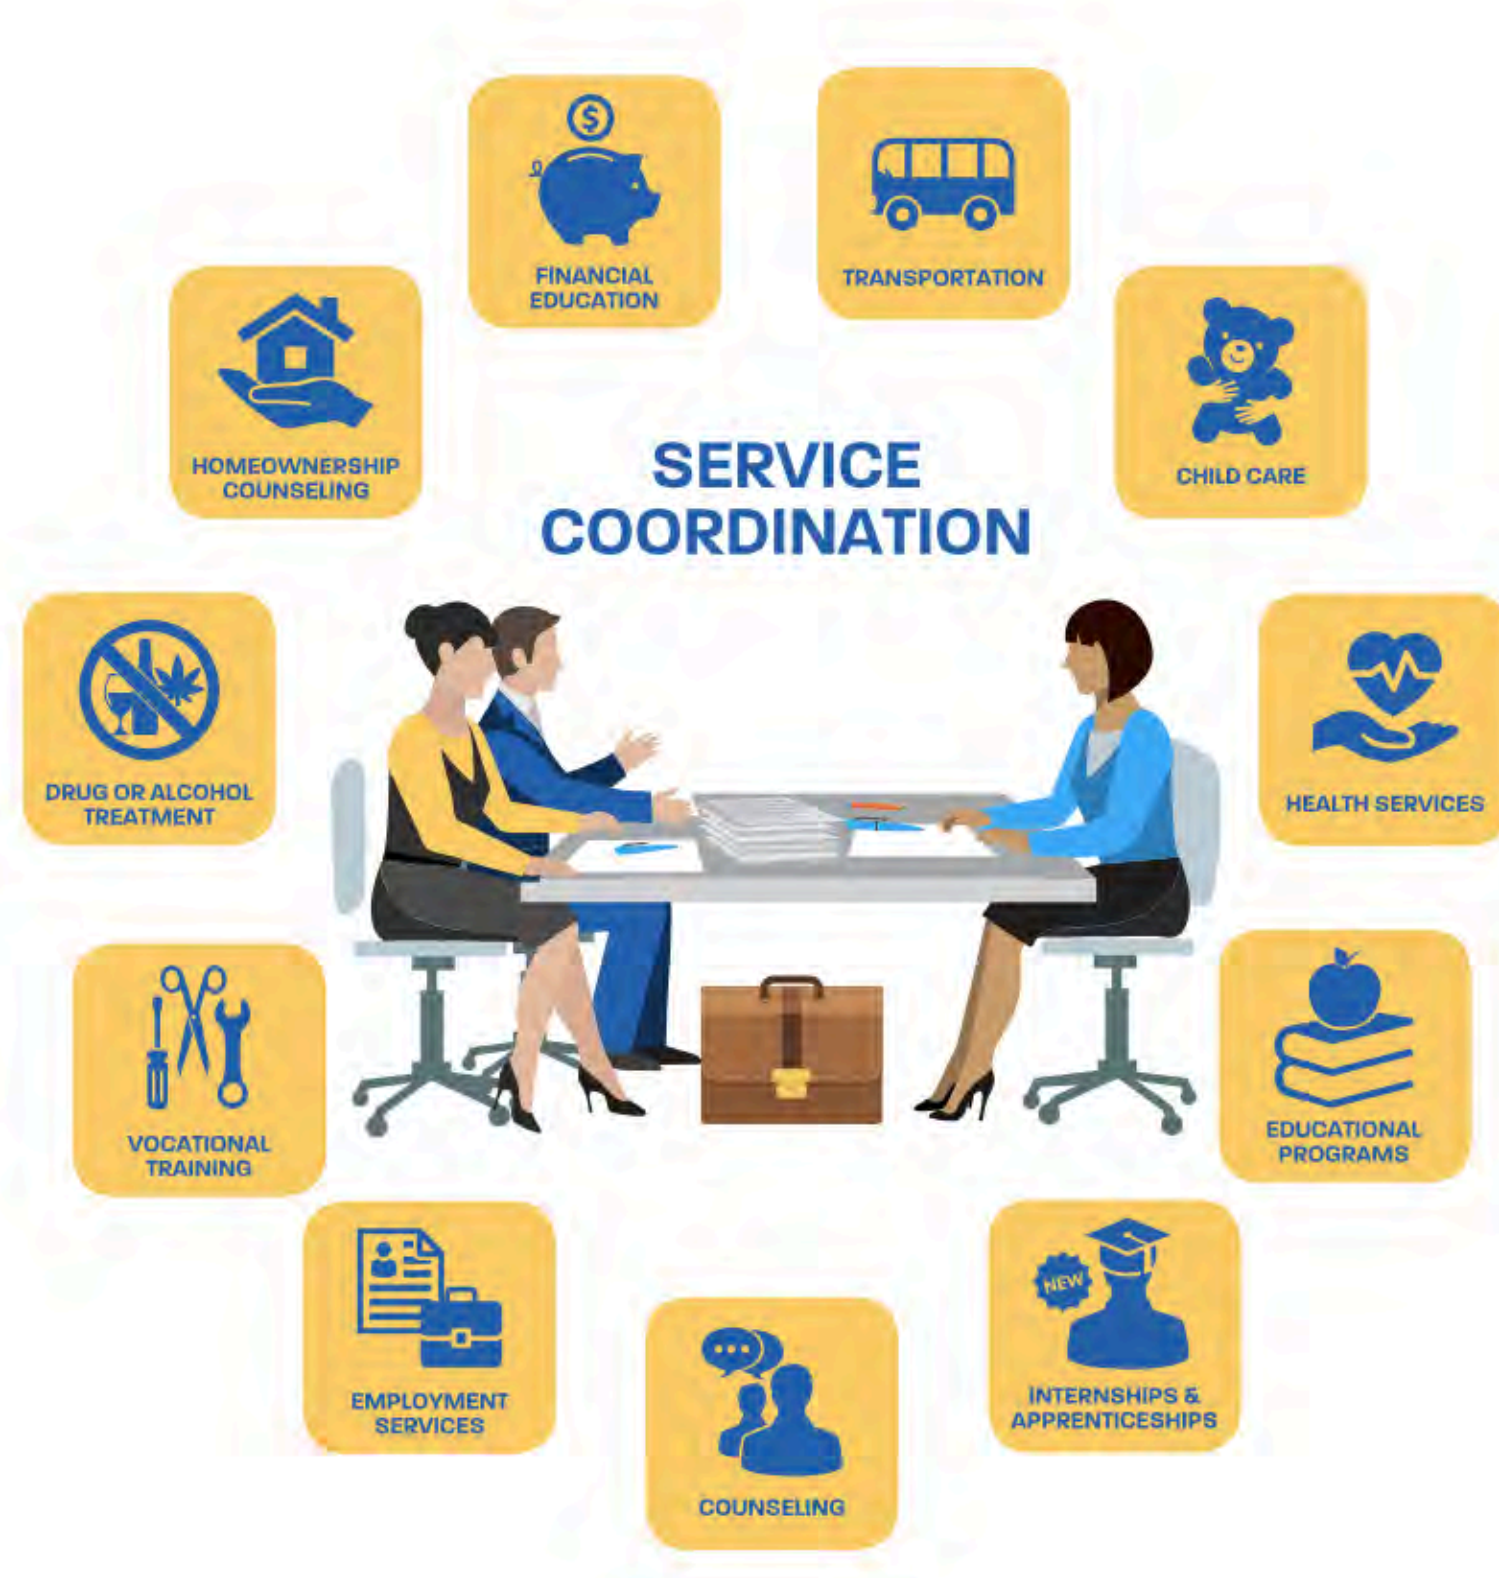 $
FINANCIAL
EDUCATION
TRANSPORTATION
HOMEOWNERSHIP
COUNSELING
CHILD CARE
SERVICE
COORDINATION
DRUG OR ALCOHOL
TREATMENT
HEALTH SERVICES
VOCATIONAL
TRAINING
EDUCATIONAL
PROGRAMS
EMPLOYMENT
SERVICES
NEW
INTERNSHIPS &
APPRENTICESHIPS
COUNSELING